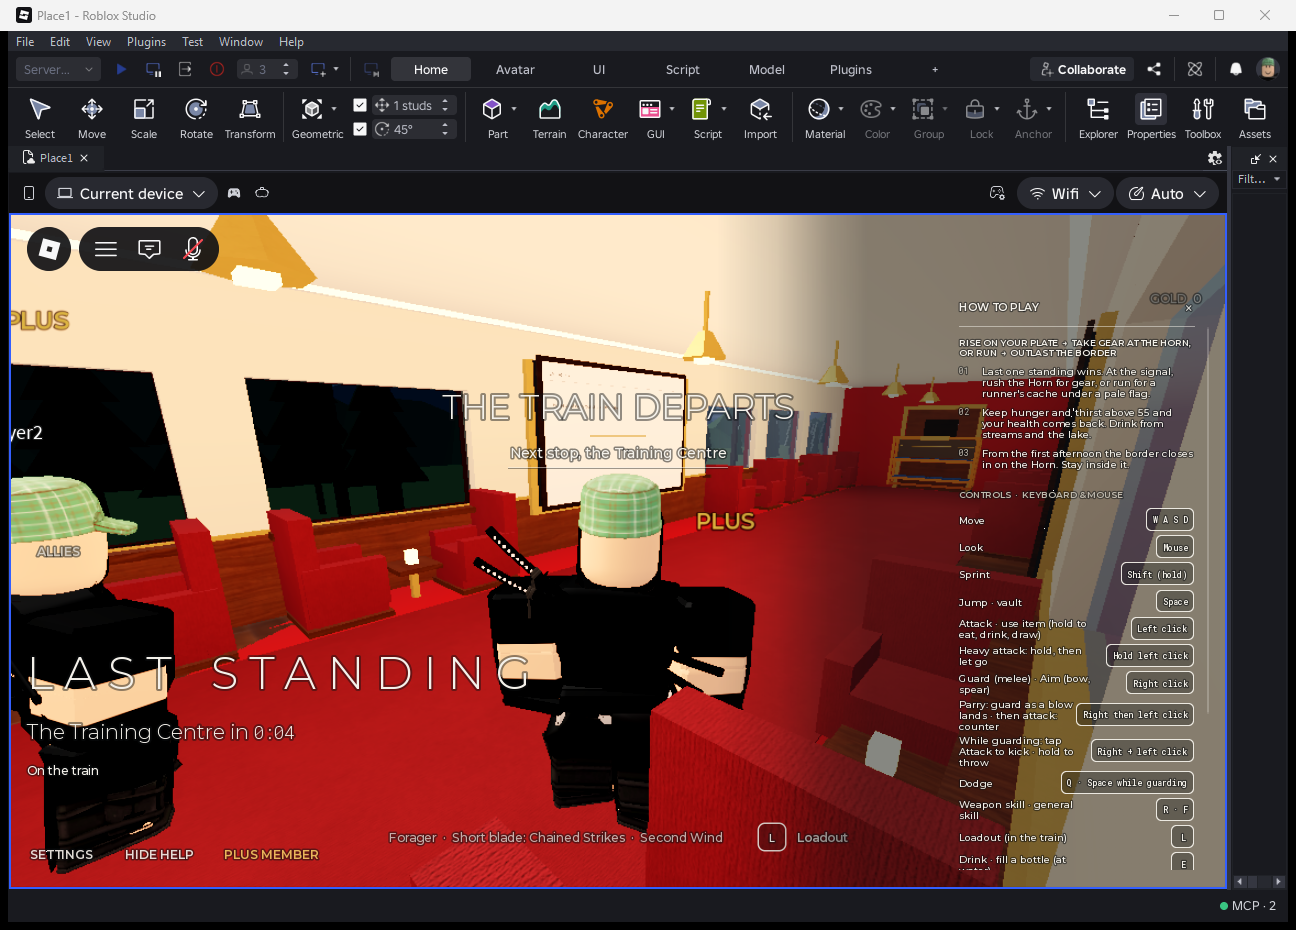 Place1 - Roblox Studio
File Edit View Plugins Test Window Help
Server... 3 Home Avatar UI Script Model Plugins + Collaborate
1 studs
45°
Select Move Scale Rotate Transform Geometric Part Terrain Character GUI Script Import Material Color Group Lock Anchor Explorer Properties Toolbox Assets
Place1
Filt...
Current device Wifi Auto
GOLD 0
PLUS
HOW TO PLAY
RISE ON YOUR PLATE → TAKE GEAR AT THE HORN,
OR RUN → OUTLAST THE BORDER
01 Last one standing wins. At the signal,
rush the Horn for gear, or run for a
runner's cache under a pale flag.
02 Keep hunger and thirst above 55 and
your health comes back. Drink from
streams and the lake.
03 From the first afternoon the border closes
in on the Horn. Stay inside it.
THE TRAIN DEPARTS
Next stop, the Training Centre
yer2
PLUS
ALLIES
CONTROLS · KEYBOARD & MOUSE
Move W A S D
Look Mouse
Sprint Shift (hold)
Jump · vault Space
Attack · use item (hold to
eat, drink, draw) Left click
Heavy attack: hold, then
let go Hold left click
Guard (melee) · Aim (bow,
spear) Right click
Parry: guard as a blow
lands · then attack:
counter Right then left click
While guarding: tap
Attack to kick · hold to
throw Right + left click
Dodge Q · Space while guarding
Weapon skill · general
skill R · F
Loadout (in the train) L
Drink · fill a bottle (at
water) E
LAST STANDING
The Training Centre in 0:04
On the train
Forager · Short blade: Chained Strikes · Second Wind L Loadout
SETTINGS HIDE HELP PLUS MEMBER
MCP · 2